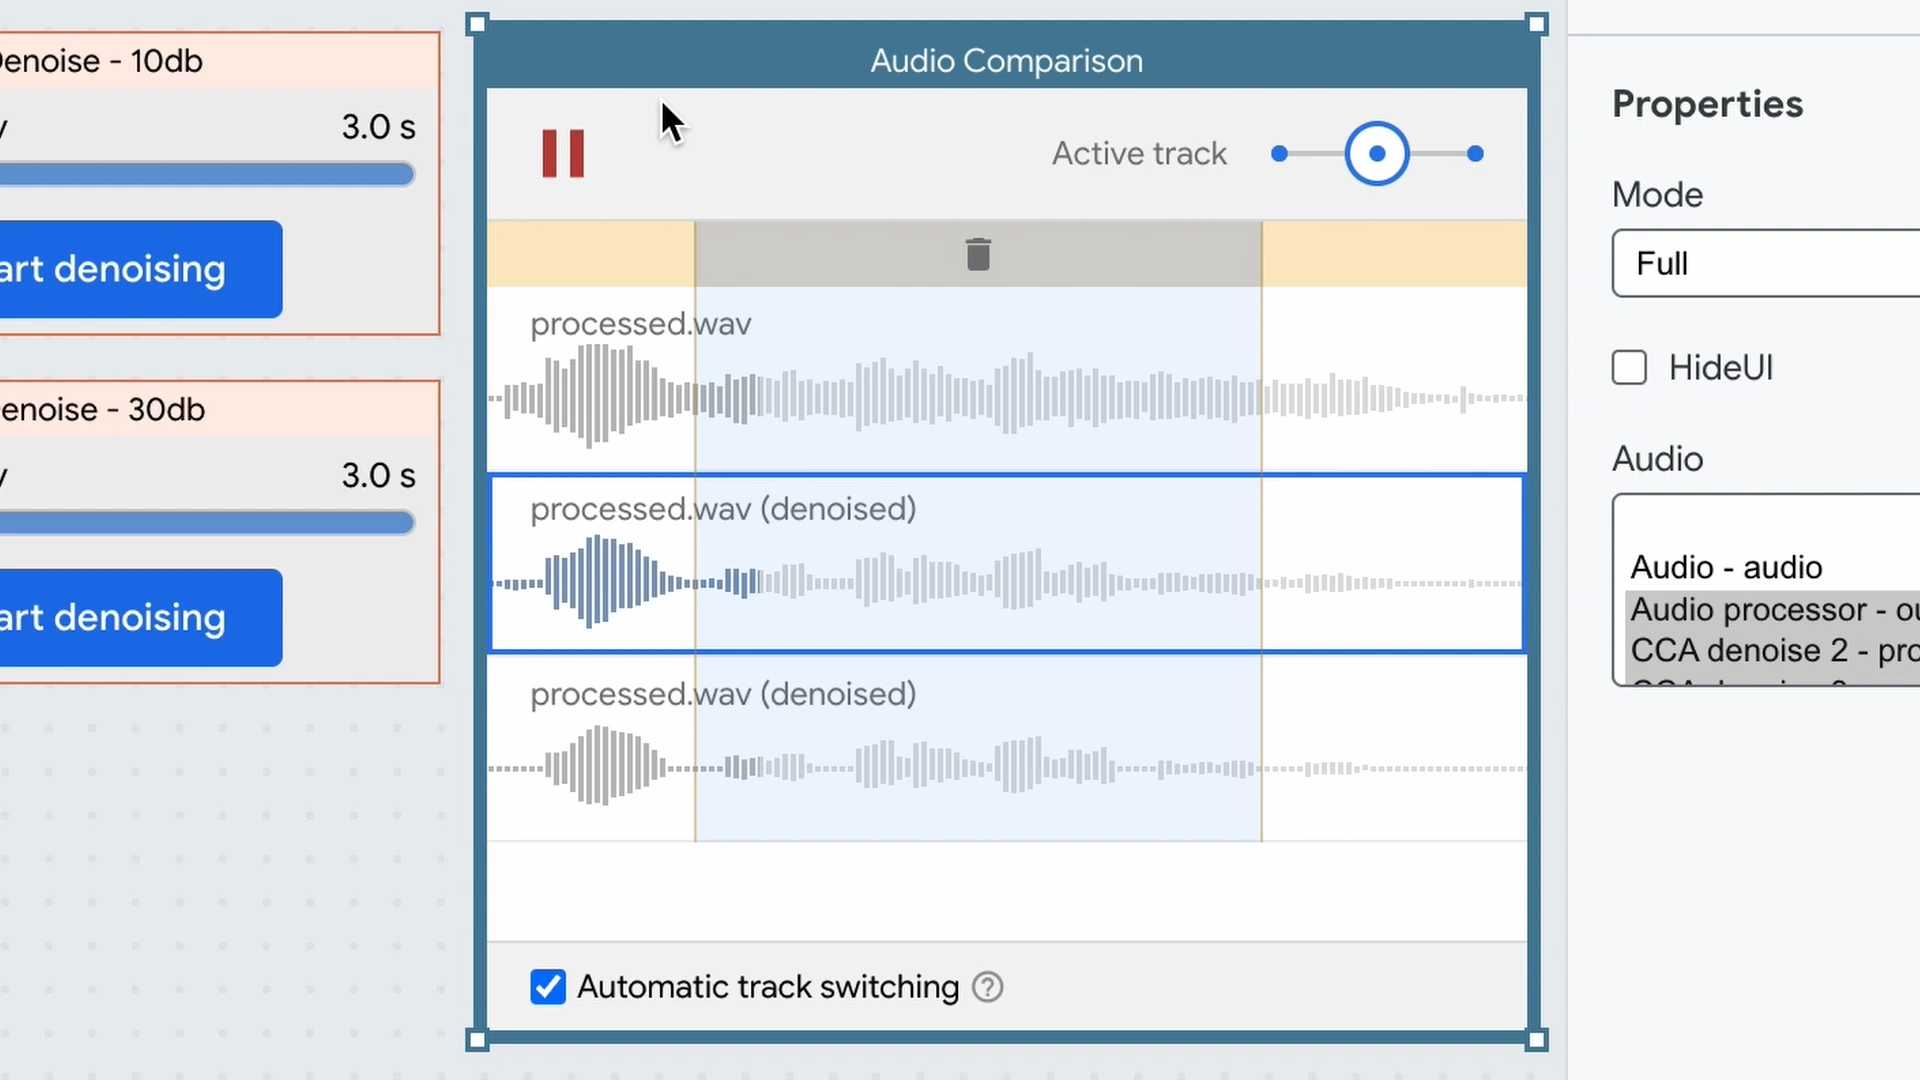 enoise - 10db
3.0 s
art denoising
enoise - 30db
3.0 s
art denoising
Audio Comparison
Active track
processed.wav
processed.wav (denoised)
processed.wav (denoised)
Automatic track switching
Properties
Mode
Full
HideUI
Audio
Audio - audio
Audio processor - ou
CCA denoise 2 - pro